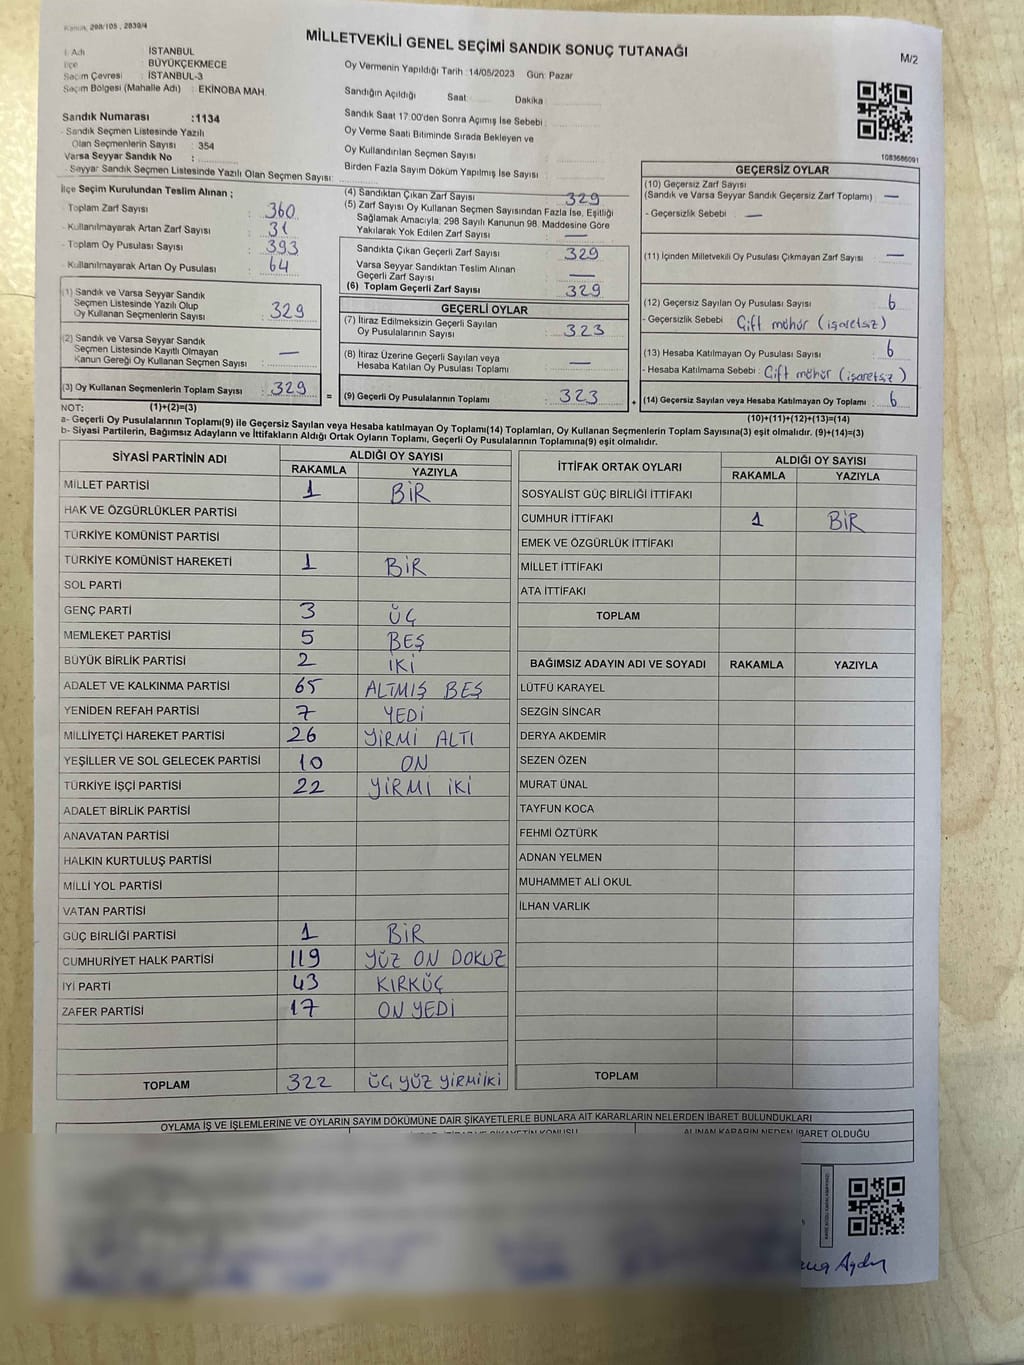 Kanun, 298/105 , 2839/4
MİLLETVEKİLİ GENEL SEÇİMİ SANDIK SONUÇ TUTANAĞI
M/2
İl Adı : İSTANBUL
İlçe : BÜYÜKÇEKMECE
Seçim Çevresi : İSTANBUL-3
Seçim Bölgesi (Mahalle Adı) : EKİNOBA MAH.
Oy Vermenin Yapıldığı Tarih :14/05/2023 Gün: Pazar
Sandığın Açıldığı Saat Dakika
Sandık Saat 17:00'den Sonra Açımış İse Sebebi
Oy Verme Saati Bitiminde Sırada Bekleyen ve
Oy Kullandırılan Seçmen Sayısı
Birden Fazla Sayım Döküm Yapılmış İse Sayısı
1083686091
Sandık Numarası :1134
- Sandık Seçmen Listesinde Yazılı
Olan Seçmenlerin Sayısı : 354
Varsa Seyyar Sandık No :
- Seyyar Sandık Seçmen Listesinde Yazılı Olan Seçmen Sayısı:
İlçe Seçim Kurulundan Teslim Alınan ;
- Toplam Zarf Sayısı : 360
- Kullanılmayarak Artan Zarf Sayısı : 31
- Toplam Oy Pusulası Sayısı : 393
- Kullanılmayarak Artan Oy Pusulası : 64
(1) Sandık ve Varsa Seyyar Sandık
Seçmen Listesinde Yazılı Olup
Oy Kullanan Seçmenlerin Sayısı : 329
(2) Sandık ve Varsa Seyyar Sandık
Seçmen Listesinde Kayıtlı Olmayan
Kanun Gereği Oy Kullanan Seçmen Sayısı : —
(3) Oy Kullanan Seçmenlerin Toplam Sayısı : 329 =
(1)+(2)=(3)
(4) Sandıktan Çıkan Zarf Sayısı : 329
(5) Zarf Sayısı Oy Kullanan Seçmen Sayısından Fazla İse, Eşitliği
Sağlamak Amacıyla, 298 Sayılı Kanunun 98. Maddesine Göre
Yakılarak Yok Edilen Zarf Sayısı : —
Sandıkta Çıkan Geçerli Zarf Sayısı : 329
Varsa Seyyar Sandıktan Teslim Alınan
Geçerli Zarf Sayısı : —
(6) Toplam Geçerli Zarf Sayısı : 329
GEÇERLİ OYLAR
(7) İtiraz Edilmeksizin Geçerli Sayılan
Oy Pusulalarının Sayısı : 323
(8) İtiraz Üzerine Geçerli Sayılan veya
Hesaba Katılan Oy Pusulası Toplamı : —
(9) Geçerli Oy Pusulalarının Toplamı : 323 +
GEÇERSİZ OYLAR
(10) Geçersiz Zarf Sayısı
(Sandık ve Varsa Seyyar Sandık Geçersiz Zarf Toplamı) : —
- Geçersizlik Sebebi : —
(11) İçinden Milletvekili Oy Pusulası Çıkmayan Zarf Sayısı : —
(12) Geçersiz Sayılan Oy Pusulası Sayısı : 6
- Geçersizlik Sebebi : Çift mühür (işaretsiz)
(13) Hesaba Katılmayan Oy Pusulası Sayısı : 6
- Hesaba Katılmama Sebebi : Çift mühür (işaretsiz)
(14) Geçersiz Sayılan veya Hesaba Katılmayan Oy Toplamı : 6
(10)+(11)+(12)+(13)=(14)
NOT:
a- Geçerli Oy Pusulalarının Toplamı(9) ile Geçersiz Sayılan veya Hesaba katılmayan Oy Toplamı(14) Toplamları, Oy Kullanan Seçmenlerin Toplam Sayısına(3) eşit olmalıdır. (9)+(14)=(3)
b- Siyasi Partilerin, Bağımsız Adayların ve İttifakların Aldığı Ortak Oyların Toplamı, Geçerli Oy Pusulalarının Toplamına(9) eşit olmalıdır.
SİYASİ PARTİNİN ADI ALDIĞI OY SAYISI
RAKAMLA YAZIYLA
MİLLET PARTİSİ 1 BİR
HAK VE ÖZGÜRLÜKLER PARTİSİ
TÜRKİYE KOMÜNİST PARTİSİ
TÜRKİYE KOMÜNİST HAREKETİ 1 BİR
SOL PARTİ
GENÇ PARTİ 3 ÜÇ
MEMLEKET PARTİSİ 5 BEŞ
BÜYÜK BİRLİK PARTİSİ 2 İKİ
ADALET VE KALKINMA PARTİSİ 65 ALTMIŞ BEŞ
YENİDEN REFAH PARTİSİ 7 YEDİ
MİLLİYETÇİ HAREKET PARTİSİ 26 YİRMİ ALTI
YEŞİLLER VE SOL GELECEK PARTİSİ 10 ON
TÜRKİYE İŞÇİ PARTİSİ 22 YİRMİ İKİ
ADALET BİRLİK PARTİSİ
ANAVATAN PARTİSİ
HALKIN KURTULUŞ PARTİSİ
MİLLİ YOL PARTİSİ
VATAN PARTİSİ
GÜÇ BİRLİĞİ PARTİSİ 1 BİR
CUMHURİYET HALK PARTİSİ 119 YÜZ ON DOKUZ
İYİ PARTİ 43 KIRKÜÇ
ZAFER PARTİSİ 17 ON YEDİ
TOPLAM 322 ÜÇ YÜZ YİRMİİKİ
İTTİFAK ORTAK OYLARI ALDIĞI OY SAYISI
RAKAMLA YAZIYLA
SOSYALİST GÜÇ BİRLİĞİ İTTİFAKI
CUMHUR İTTİFAKI 1 BİR
EMEK VE ÖZGÜRLÜK İTTİFAKI
MİLLET İTTİFAKI
ATA İTTİFAKI
TOPLAM
BAĞIMSIZ ADAYIN ADI VE SOYADI RAKAMLA YAZIYLA
LÜTFÜ KARAYEL
SEZGİN SİNCAR
DERYA AKDEMİR
SEZEN ÖZEN
MURAT ÜNAL
TAYFUN KOCA
FEHMİ ÖZTÜRK
ADNAN YELMEN
MUHAMMET ALİ OKUL
İLHAN VARLIK
TOPLAM
OYLAMA İŞ VE İŞLEMLERİNE VE OYLARIN SAYIM DÖKÜMÜNE DAİR ŞİKAYETLERLE BUNLARA AİT KARARLARIN NELERDEN İBARET BULUNDUKLARI
ALINAN KARARIN NEDEN İBARET OLDUĞU